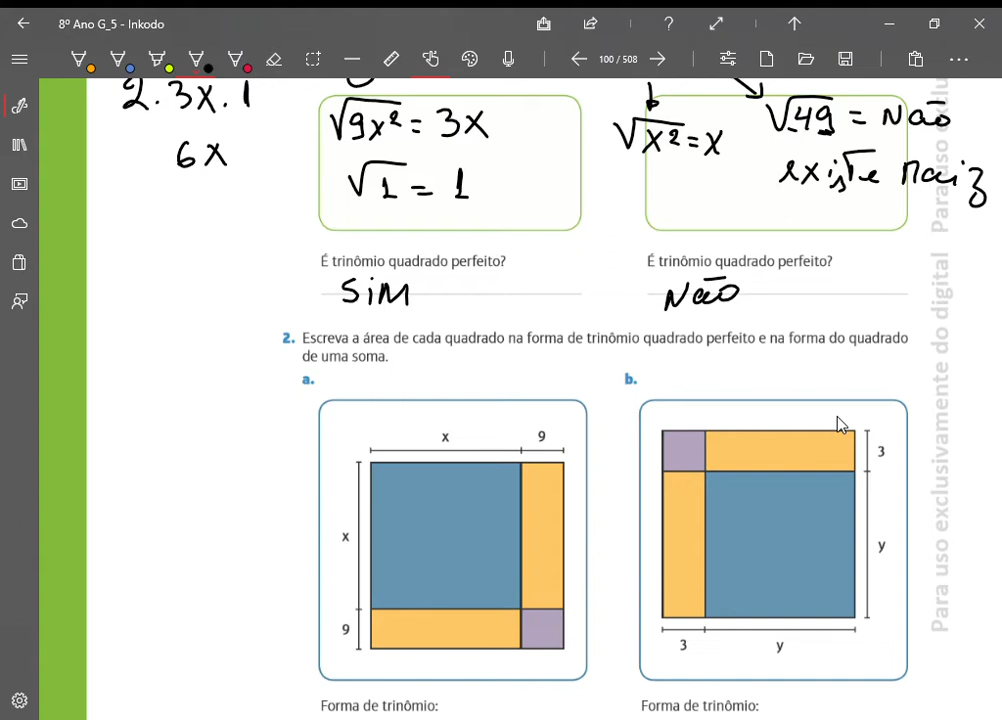 8º Ano G_5 - Inkodo
100 / 508
2. 3x. 1
6x
√9x² = 3x
√1 = 1
b
√x² = x
√49 = Não
existe Raiz
É trinômio quadrado perfeito?
SiM
É trinômio quadrado perfeito?
Não
2. Escreva a área de cada quadrado na forma de trinômio quadrado perfeito e na forma do quadrado
de uma soma.
a.
b.
x
9
x
9
3
y
3
y
Forma de trinômio:
Forma de trinômio:
Para uso exclusivamente do digital
Para uso exclu